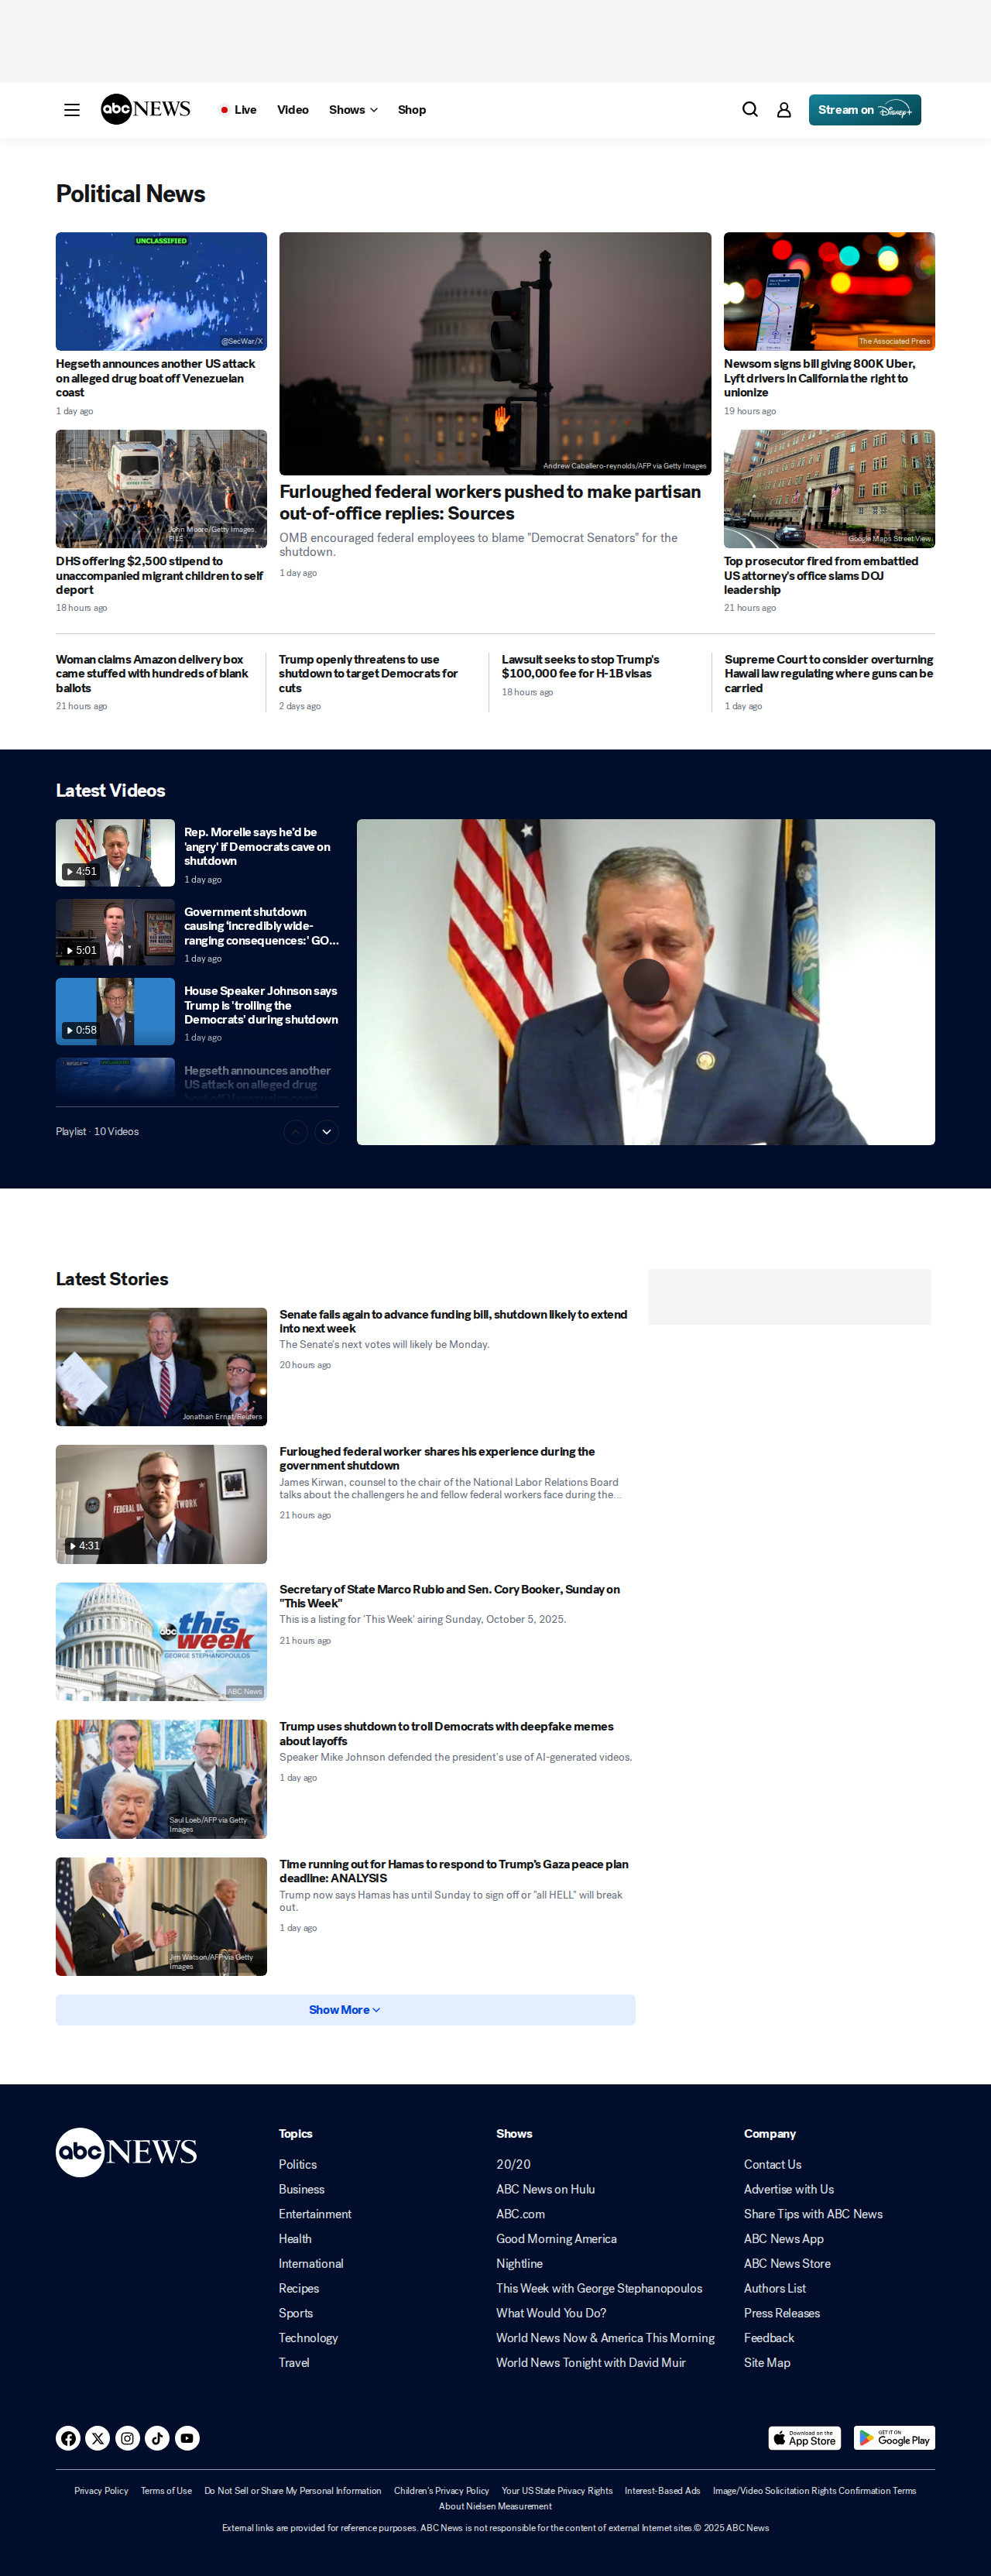 abc NEWS
Live
Video
Shows
Shop
Stream on Disney+
Political News
UNCLASSIFIED
@SecWar/X
Hegseth announces another US attack
on alleged drug boat off Venezuelan
coast
1 day ago
John Moore/Getty Images,
FILE
DHS offering $2,500 stipend to
unaccompanied migrant children to self
deport
18 hours ago
Andrew Caballero-reynolds/AFP via Getty Images
Furloughed federal workers pushed to make partisan
out-of-office replies: Sources
OMB encouraged federal employees to blame "Democrat Senators" for the
shutdown.
1 day ago
The Associated Press
Newsom signs bill giving 800K Uber,
Lyft drivers in California the right to
unionize
19 hours ago
Google Maps Street View
Top prosecutor fired from embattled
US attorney's office slams DOJ
leadership
21 hours ago
Woman claims Amazon delivery box
came stuffed with hundreds of blank
ballots
21 hours ago
Trump openly threatens to use
shutdown to target Democrats for
cuts
2 days ago
Lawsuit seeks to stop Trump's
$100,000 fee for H-1B visas
18 hours ago
Supreme Court to consider overturning
Hawaii law regulating where guns can be
carried
1 day ago
Latest Videos
4:51
Rep. Morelle says he'd be
'angry' if Democrats cave on
shutdown
1 day ago
5:01
Government shutdown
causing 'incredibly wide-
ranging consequences:' GO...
1 day ago
0:58
House Speaker Johnson says
Trump is 'trolling the
Democrats' during shutdown
1 day ago
Hegseth announces another
US attack on alleged drug
boat off Venezuelan coast
Playlist · 10 Videos
Latest Stories
Jonathan Ernst/Reuters
Senate fails again to advance funding bill, shutdown likely to extend
into next week
The Senate's next votes will likely be Monday.
20 hours ago
4:31
Furloughed federal worker shares his experience during the
government shutdown
James Kirwan, counsel to the chair of the National Labor Relations Board
talks about the challengers he and fellow federal workers face during the...
21 hours ago
abc this week
GEORGE STEPHANOPOULOS
ABC News
Secretary of State Marco Rubio and Sen. Cory Booker, Sunday on
"This Week"
This is a listing for 'This Week' airing Sunday, October 5, 2025.
21 hours ago
Saul Loeb/AFP via Getty
Images
Trump uses shutdown to troll Democrats with deepfake memes
about layoffs
Speaker Mike Johnson defended the president's use of AI-generated videos.
1 day ago
Jim Watson/AFP via Getty
Images
Time running out for Hamas to respond to Trump's Gaza peace plan
deadline: ANALYSIS
Trump now says Hamas has until Sunday to sign off or "all HELL" will break
out.
1 day ago
Show More
abc NEWS
Topics
Politics
Business
Entertainment
Health
International
Recipes
Sports
Technology
Travel
Shows
20/20
ABC News on Hulu
ABC.com
Good Morning America
Nightline
This Week with George Stephanopoulos
What Would You Do?
World News Now & America This Morning
World News Tonight with David Muir
Company
Contact Us
Advertise with Us
Share Tips with ABC News
ABC News App
ABC News Store
Authors List
Press Releases
Feedback
Site Map
Download on the
App Store
GET IT ON
Google Play
Privacy Policy Terms of Use Do Not Sell or Share My Personal Information Children's Privacy Policy Your US State Privacy Rights Interest-Based Ads Image/Video Solicitation Rights Confirmation Terms
About Nielsen Measurement
External links are provided for reference purposes. ABC News is not responsible for the content of external Internet sites.© 2025 ABC News